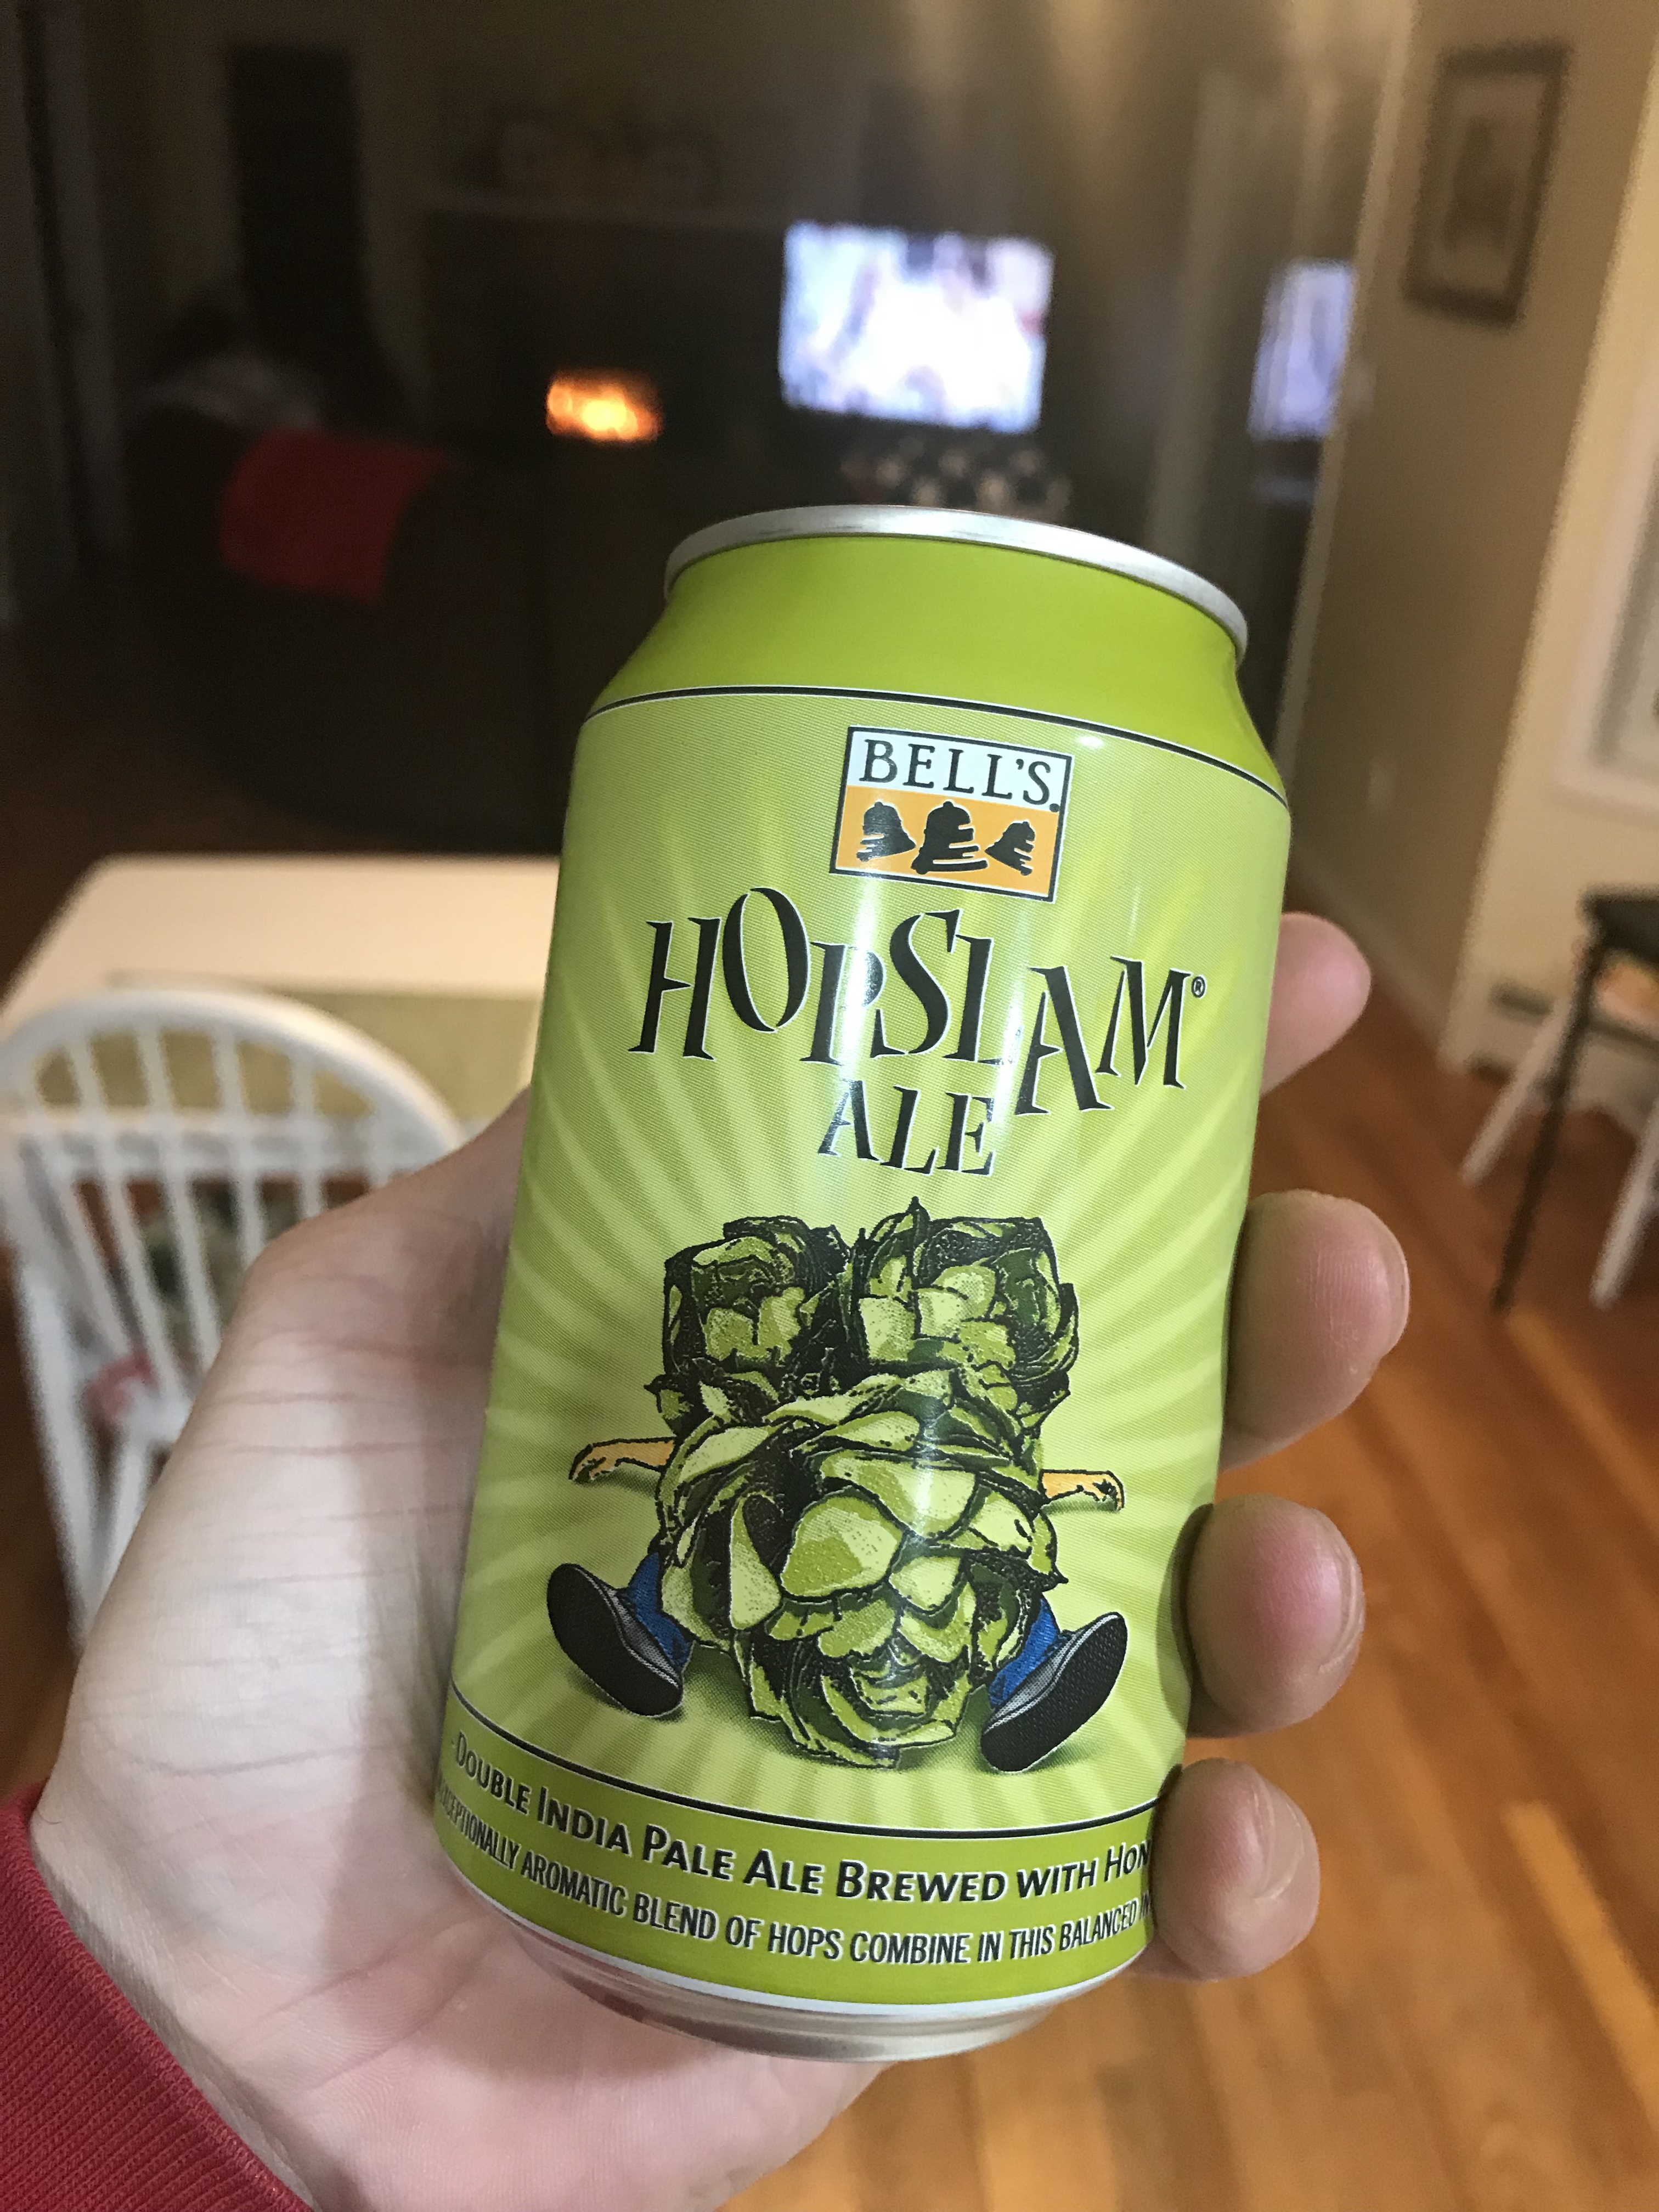 BELL'S
HOPSLAM®
ALE
-DOUBLE INDIA PALE ALE BREWED WITH
AROMATIC BLEND OF HOPS COMBINE IN THIS BALANCED